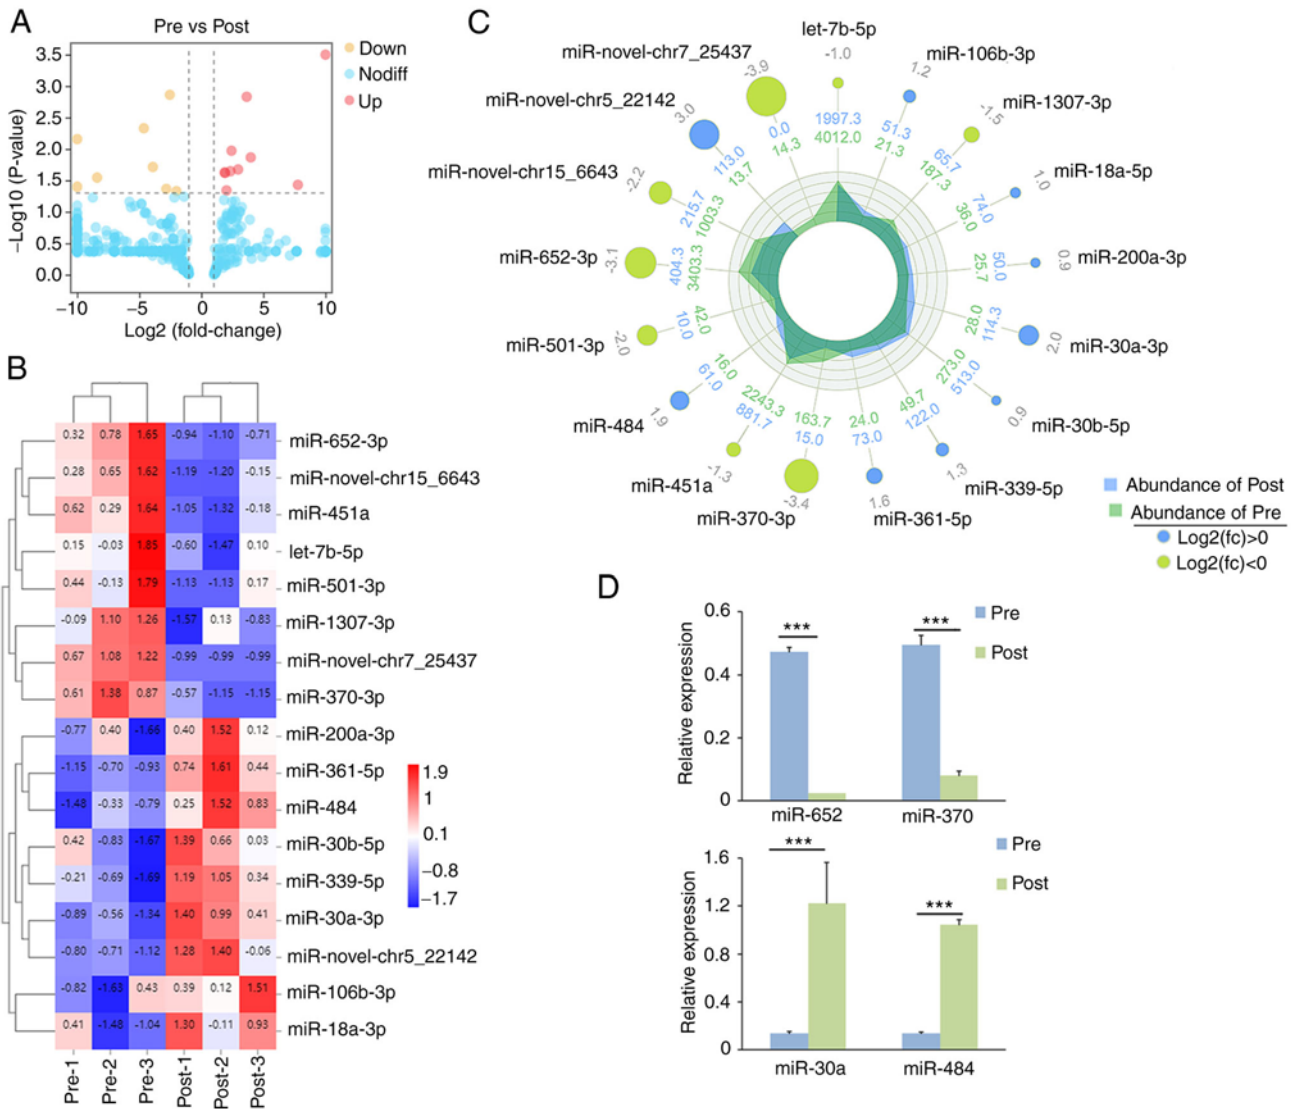 A
Pre vs Post
Down
Nodiff
Up
−Log10 (P-value)
3.5
3.0
2.5
2.0
1.5
1.0
0.5
0.0
−10
−5
0
5
10
Log2 (fold-change)
B
0.32 0.78 1.65 -0.94 -1.10 -0.71 miR-652-3p
0.28 0.65 1.62 -1.19 -1.20 -0.15 miR-novel-chr15_6643
0.62 0.29 1.64 -1.05 -1.32 -0.18 miR-451a
0.15 -0.03 1.85 -0.60 -1.47 0.10 let-7b-5p
0.44 -0.13 1.79 -1.13 -1.13 0.17 miR-501-3p
-0.09 1.10 1.26 -1.57 0.13 -0.83 miR-1307-3p
0.67 1.08 1.22 -0.99 -0.99 -0.99 miR-novel-chr7_25437
0.61 1.38 0.87 -0.57 -1.15 -1.15 miR-370-3p
-0.77 0.40 -1.66 0.40 1.52 0.12 miR-200a-3p
-1.15 -0.70 -0.93 0.74 1.61 0.44 miR-361-5p
-1.48 -0.33 -0.79 0.25 1.52 0.83 miR-484
0.42 -0.83 -1.67 1.39 0.66 0.03 miR-30b-5p
-0.21 -0.69 -1.69 1.19 1.05 0.34 miR-339-5p
-0.89 -0.56 -1.34 1.40 0.99 0.41 miR-30a-3p
-0.80 -0.71 -1.12 1.28 1.40 -0.06 miR-novel-chr5_22142
-0.82 -1.63 0.43 0.39 0.12 1.51 miR-106b-3p
0.41 -1.48 -1.04 1.30 -0.11 0.93 miR-18a-3p
Pre-1 Pre-2 Pre-3 Post-1 Post-2 Post-3
1.9
1
0.1
−0.8
−1.7
C
let-7b-5p
-1.0
1997.3
4012.0
miR-106b-3p
1.2
51.3
21.3
miR-1307-3p
-1.5
65.7
187.3
miR-18a-5p
1.0
74.0
36.0
miR-200a-3p
0.9
50.0
25.7
miR-30a-3p
2.0
114.3
28.0
miR-30b-5p
0.9
513.0
273.0
miR-339-5p
1.3
122.0
49.7
miR-361-5p
1.6
73.0
24.0
miR-370-3p
-3.4
15.0
163.7
miR-451a
-1.3
881.7
2243.3
miR-484
1.9
61.0
16.0
miR-501-3p
-2.0
10.0
42.0
miR-652-3p
-3.1
404.3
3403.3
miR-novel-chr15_6643
-2.2
215.7
1003.3
miR-novel-chr5_22142
3.0
113.0
13.7
miR-novel-chr7_25437
-3.9
0.0
14.3
Abundance of Post
Abundance of Pre
Log2(fc)>0
Log2(fc)<0
D
Relative expression
0.6
0.4
0.2
0
***
***
Pre
Post
miR-652
miR-370
Relative expression
1.6
1.2
0.8
0.4
0
***
***
Pre
Post
miR-30a
miR-484